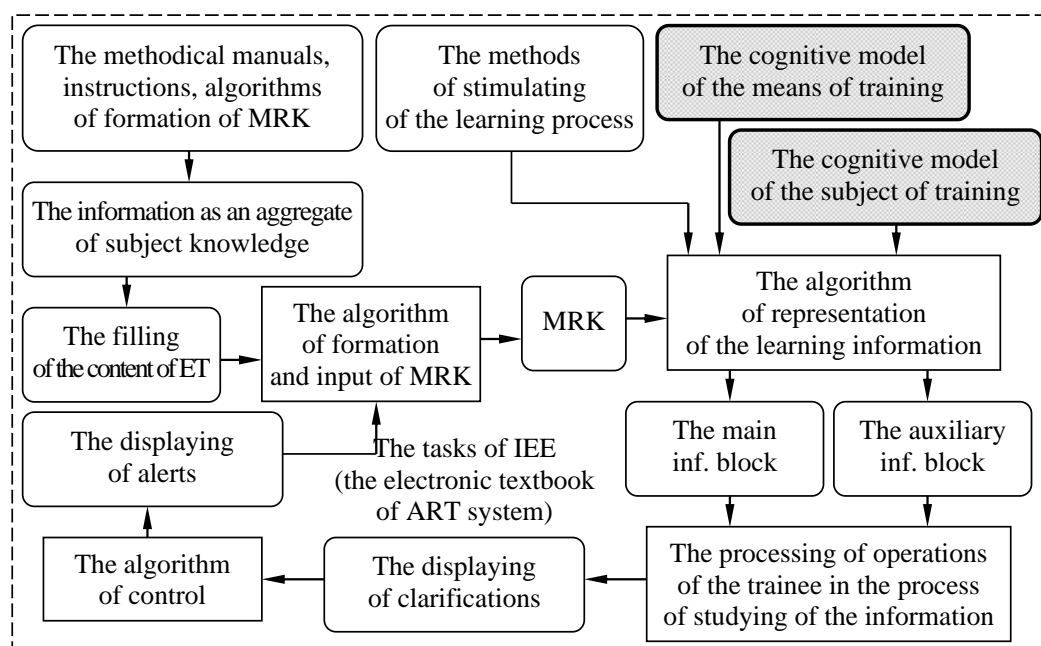 The methodical manuals,
instructions, algorithms
of formation of MRK
The methods
of stimulating
of the learning process
The cognitive model
of the means of training
The cognitive model
of the subject of training
The information as an aggregate
of subject knowledge
The filling
of the content of ET
The algorithm
of formation
and input of MRK
MRK
The algorithm
of representation
of the learning information
The displaying
of alerts
The tasks of IEE
(the electronic textbook
of ART system)
The main
inf. block
The auxiliary
inf. block
The algorithm
of control
The displaying
of clarifications
The processing of operations
of the trainee in the process
of studying of the information